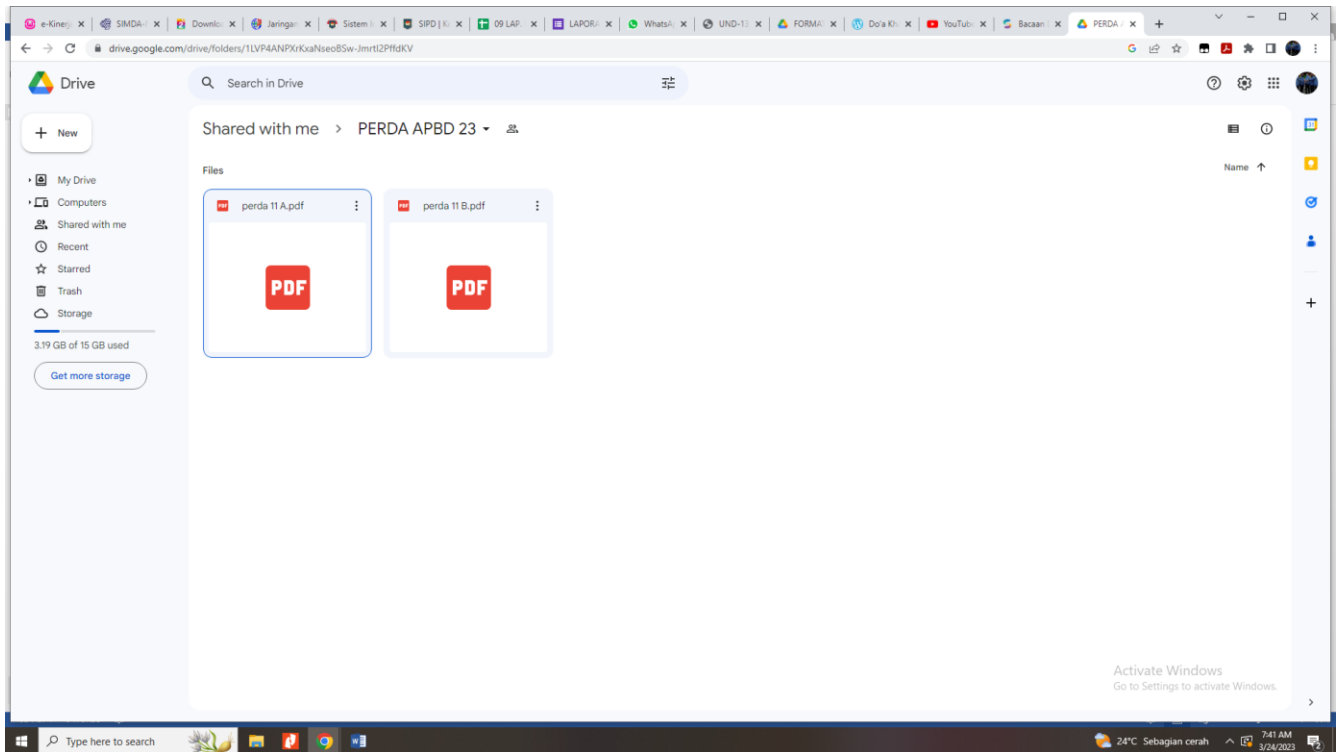 e-Kinerj SIMDA- Downlo Jaringan Sistem I SIPD | K 09 LAP. LAPORA WhatsA UND-13 FORMA Do'a Kh YouTub Bacaan PERDA
drive.google.com/drive/folders/1LVP4ANPXrKxaNseo8Sw-Jmrtl2PffdKV
Drive
Search in Drive
New
Shared with me > PERDA APBD 23
My Drive
Computers
Shared with me
Recent
Starred
Trash
Storage
3.19 GB of 15 GB used
Get more storage
Files
Name
perda 11 A.pdf
perda 11 B.pdf
PDF
PDF
Activate Windows
Go to Settings to activate Windows.
Type here to search
24°C Sebagian cerah
7:41 AM
3/24/2023